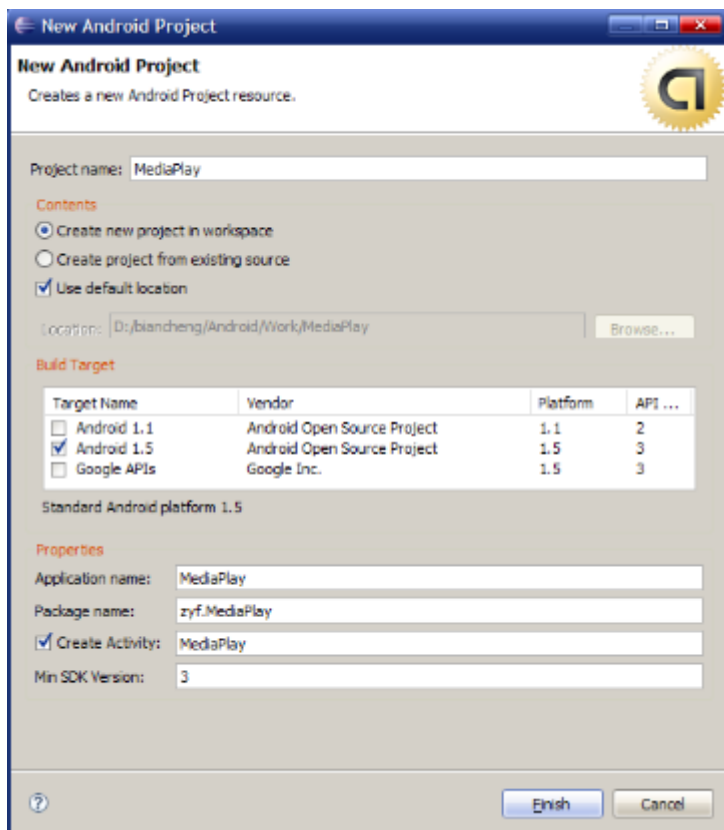 New Android Project
New Android Project
Creates a new Android Project resource.
Project name: MediaPlay
Contents
Create new project in workspace
Create project from existing source
Use default location
Location: D:/biancheng/Android/Work/MediaPlay Browse...
Build Target
Target Name Vendor Platform API ...
Android 1.1 Android Open Source Project 1.1 2
Android 1.5 Android Open Source Project 1.5 3
Google APIs Google Inc. 1.5 3
Standard Android platform 1.5
Properties
Application name: MediaPlay
Package name: zyf.MediaPlay
Create Activity: MediaPlay
Min SDK Version: 3
? Finish Cancel